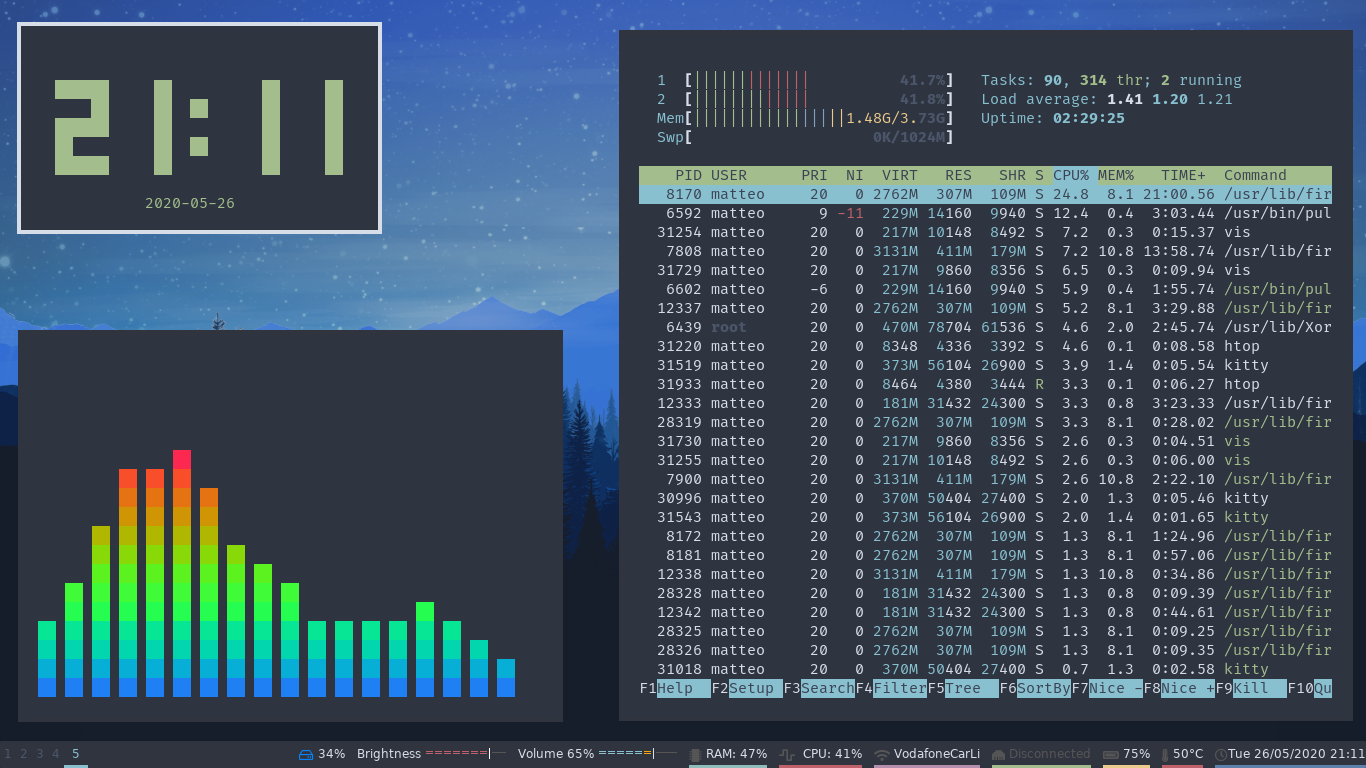 21:11
2020-05-26
1 [ 41.7%] Tasks: 90, 314 thr; 2 running
2 [ 41.8%] Load average: 1.41 1.20 1.21
Mem[ 1.48G/3.73G] Uptime: 02:29:25
Swp[ 0K/1024M]
PID USER PRI NI VIRT RES SHR S CPU% MEM% TIME+ Command
8170 matteo 20 0 2762M 307M 109M S 24.8 8.1 21:00.56 /usr/lib/fir
6592 matteo 9 -11 229M 14160 9940 S 12.4 0.4 3:03.44 /usr/bin/pul
31254 matteo 20 0 217M 10148 8492 S 7.2 0.3 0:15.37 vis
7808 matteo 20 0 3131M 411M 179M S 7.2 10.8 13:58.74 /usr/lib/fir
31729 matteo 20 0 217M 9860 8356 S 6.5 0.3 0:09.94 vis
6602 matteo -6 0 229M 14160 9940 S 5.9 0.4 1:55.74 /usr/bin/pul
12337 matteo 20 0 2762M 307M 109M S 5.2 8.1 3:29.88 /usr/lib/fir
6439 root 20 0 470M 78704 61536 S 4.6 2.0 2:45.74 /usr/lib/Xor
31220 matteo 20 0 8348 4336 3392 S 4.6 0.1 0:08.58 htop
31519 matteo 20 0 373M 56104 26900 S 3.9 1.4 0:05.54 kitty
31933 matteo 20 0 8464 4380 3444 R 3.3 0.1 0:06.27 htop
12333 matteo 20 0 181M 31432 24300 S 3.3 0.8 3:23.33 /usr/lib/fir
28319 matteo 20 0 2762M 307M 109M S 3.3 8.1 0:28.02 /usr/lib/fir
31730 matteo 20 0 217M 9860 8356 S 2.6 0.3 0:04.51 vis
31255 matteo 20 0 217M 10148 8492 S 2.6 0.3 0:06.00 vis
7900 matteo 20 0 3131M 411M 179M S 2.6 10.8 2:22.10 /usr/lib/fir
30996 matteo 20 0 370M 50404 27400 S 2.0 1.3 0:05.46 kitty
31543 matteo 20 0 373M 56104 26900 S 2.0 1.4 0:01.65 kitty
8172 matteo 20 0 2762M 307M 109M S 1.3 8.1 1:24.96 /usr/lib/fir
8181 matteo 20 0 2762M 307M 109M S 1.3 8.1 0:57.06 /usr/lib/fir
12338 matteo 20 0 3131M 411M 179M S 1.3 10.8 0:34.86 /usr/lib/fir
28328 matteo 20 0 181M 31432 24300 S 1.3 0.8 0:09.39 /usr/lib/fir
12342 matteo 20 0 181M 31432 24300 S 1.3 0.8 0:44.61 /usr/lib/fir
28325 matteo 20 0 2762M 307M 109M S 1.3 8.1 0:09.25 /usr/lib/fir
28326 matteo 20 0 2762M 307M 109M S 1.3 8.1 0:09.35 /usr/lib/fir
31018 matteo 20 0 370M 50404 27400 S 0.7 1.3 0:02.58 kitty
F1Help F2Setup F3SearchF4FilterF5Tree F6SortByF7Nice -F8Nice +F9Kill F10Qu
1 2 3 4 5 34% Brightness Volume 65% RAM: 47% CPU: 41% VodafoneCarLi Disconnected 75% 50°C Tue 26/05/2020 21:11